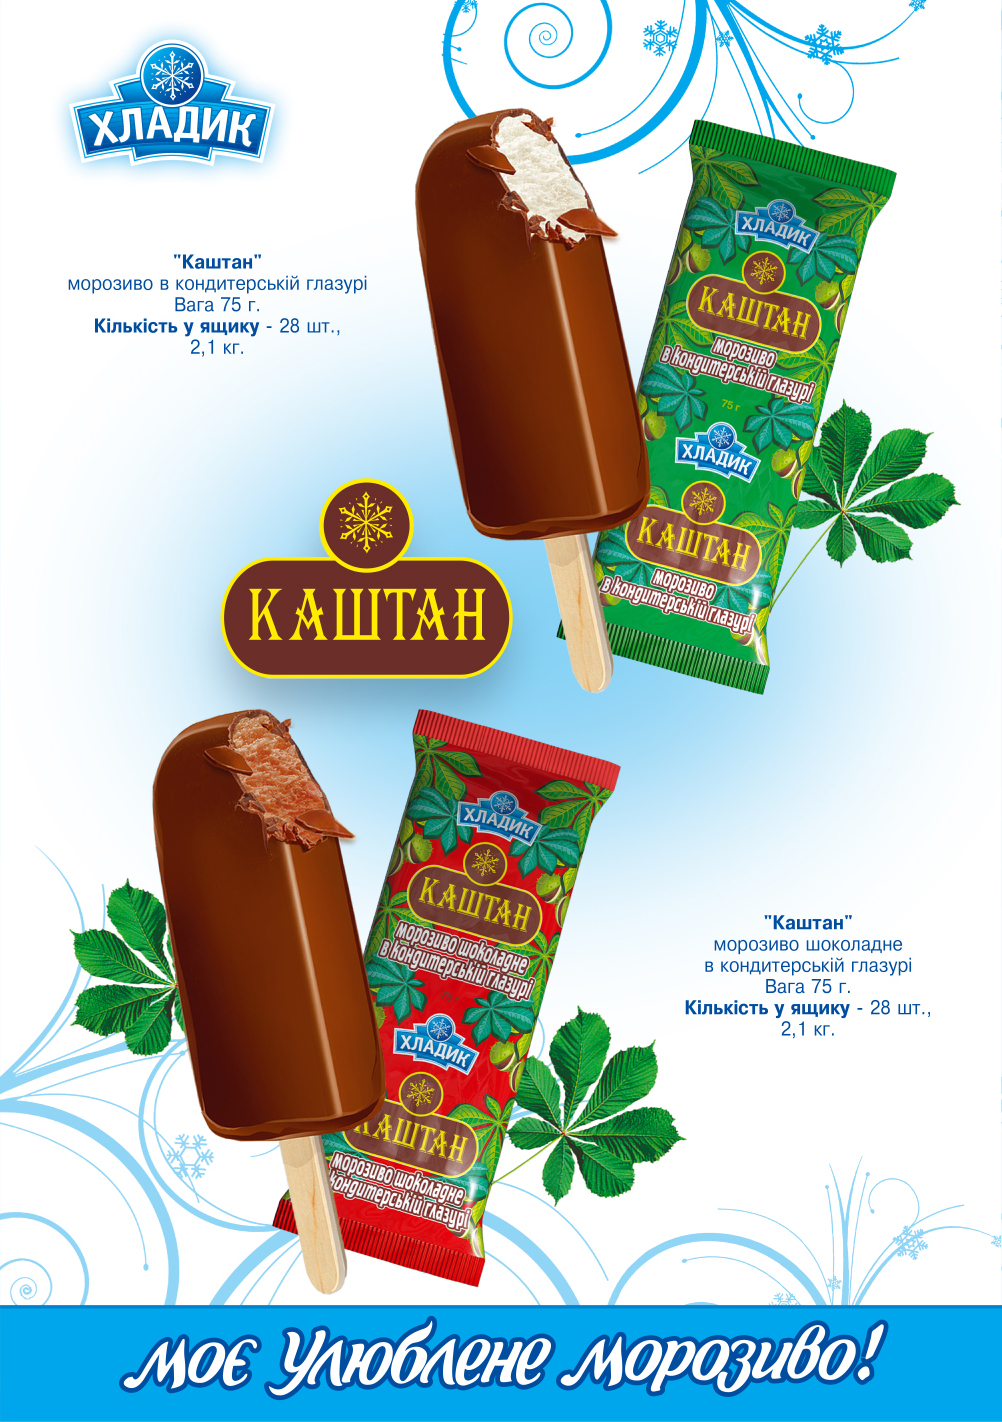 ХЛАДИК
"Каштан"
морозиво в кондитерській глазурі
Вага 75 г.
Кількість у ящику - 28 шт.,
2,1 кг.
ХЛАДИК
КАШТАН
морозиво
в кондитерській глазурі
75 г
ХЛАДИК
КАШТАН
морозиво
в кондитерській глазурі
КАШТАН
ХЛАДИК
КАШТАН
морозиво шоколадне
в кондитерській глазурі
75 г
ХЛАДИК
КАШТАН
морозиво шоколадне
кондитерській глазурі
"Каштан"
морозиво шоколадне
в кондитерській глазурі
Вага 75 г.
Кількість у ящику - 28 шт.,
2,1 кг.
моє улюблене морозиво!